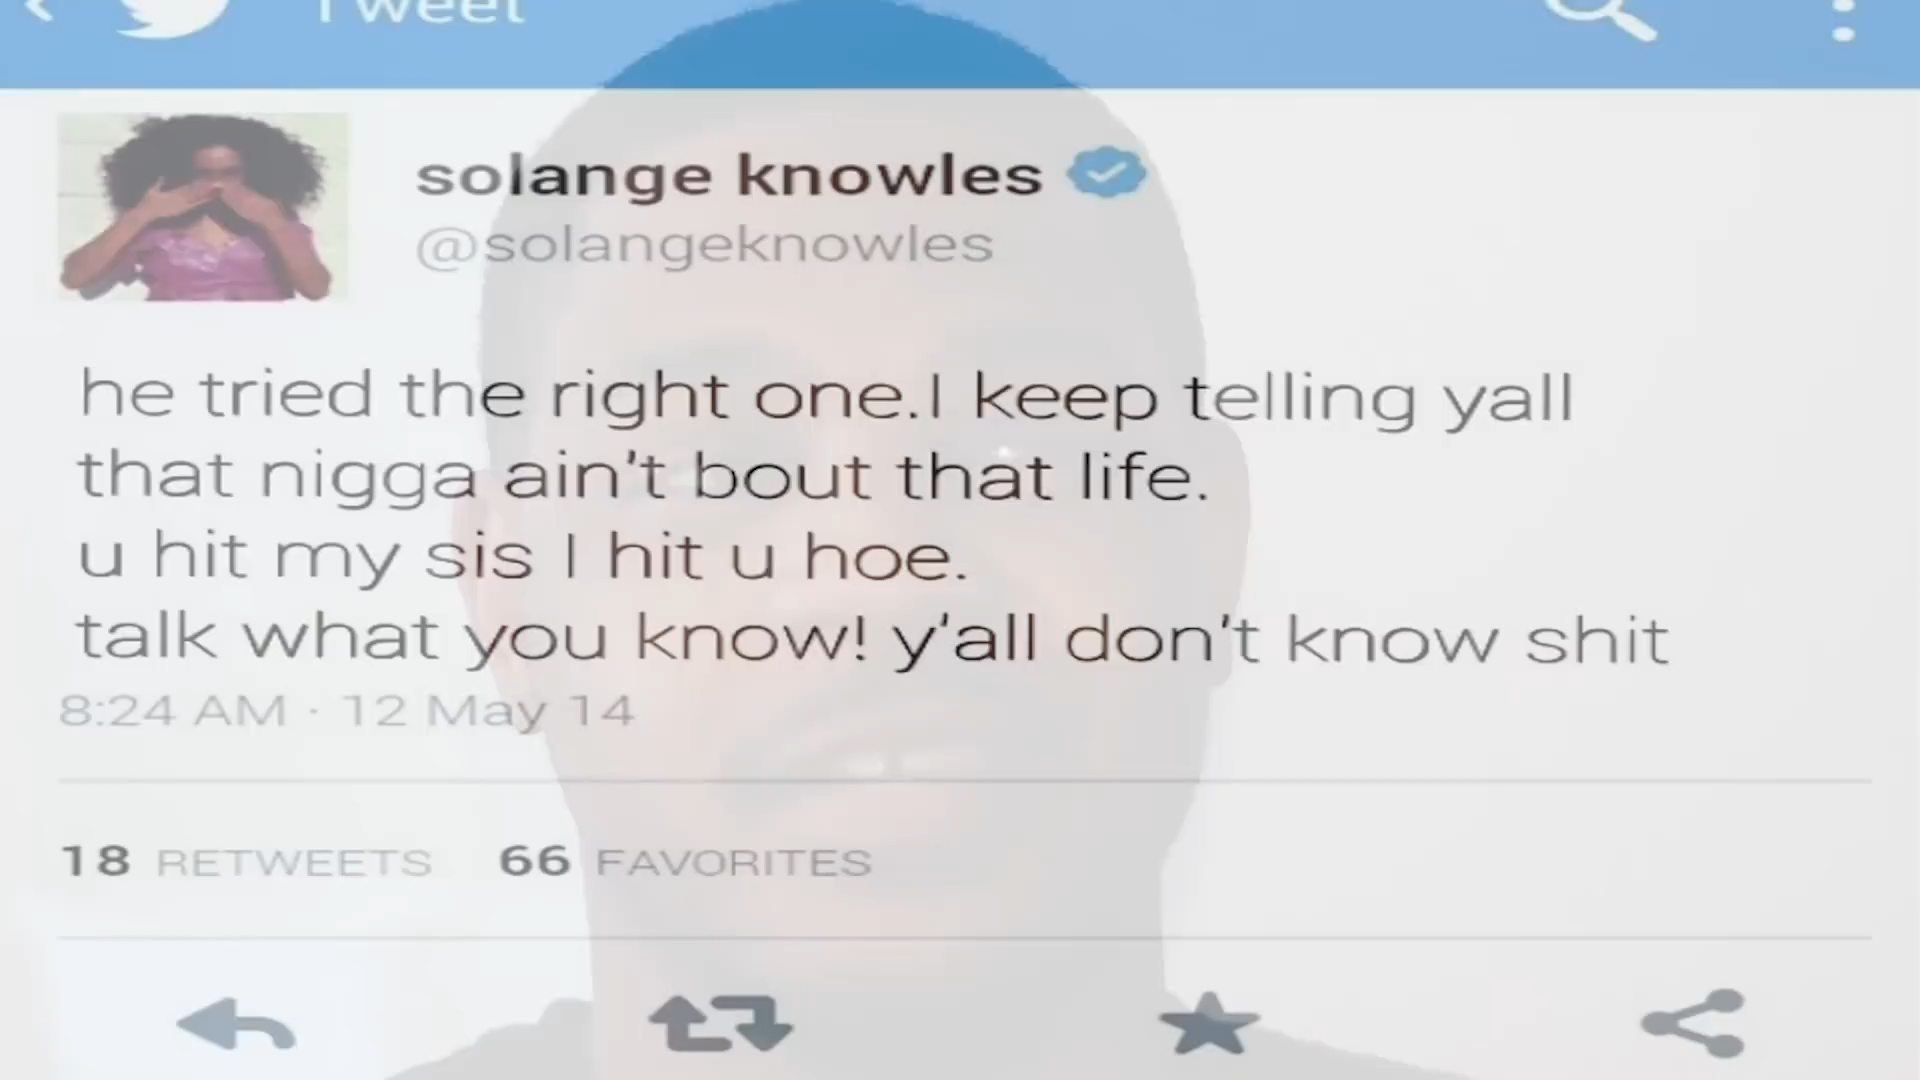 Tweet
solange knowles
@solangeknowles
he tried the right one.I keep telling yall
that nigga ain't bout that life.
u hit my sis I hit u hoe.
talk what you know! y'all don't know shit
8:24 AM · 12 May 14
18 RETWEETS 66 FAVORITES